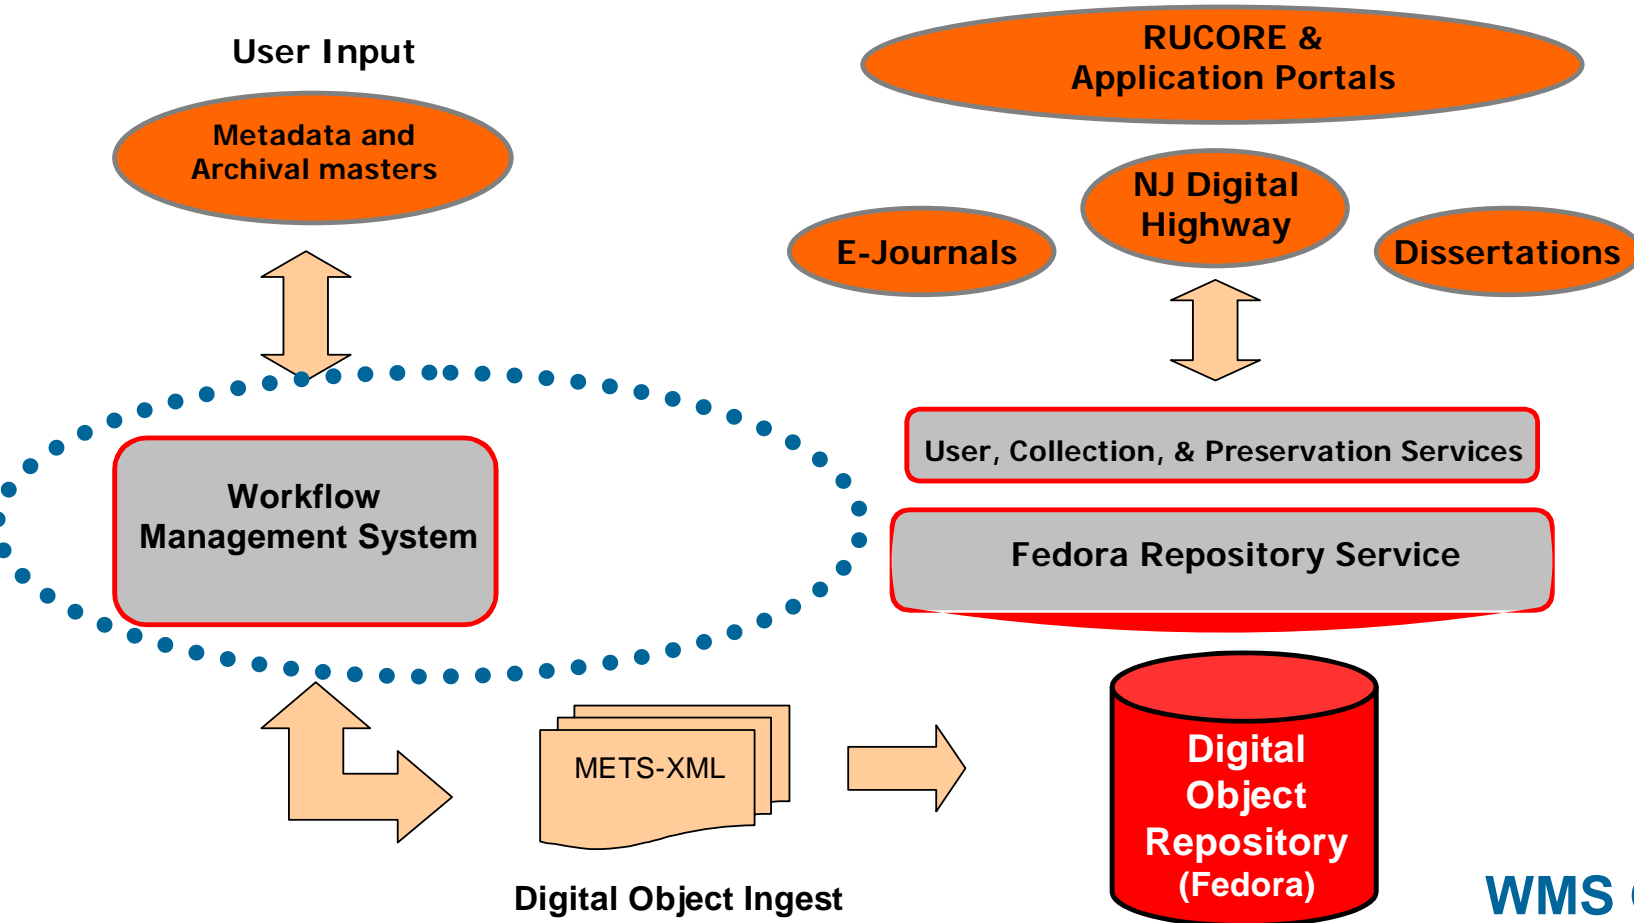 User Input
Metadata and
Archival masters
RUCORE &
Application Portals
NJ Digital
Highway
E-Journals
Dissertations
Workflow
Management System
User, Collection, & Preservation Services
Fedora Repository Service
METS-XML
Digital Object Ingest
Digital
Object
Repository
(Fedora)
WMS